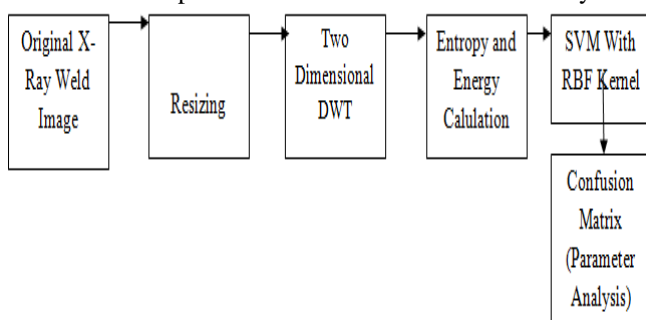 Original X-
Ray Weld
Image
Resizing
Two
Dimensional
DWT
Entropy and
Energy
Calulation
SVM With
RBF Kernel
Confusion
Matrix
(Parameter
Analysis)